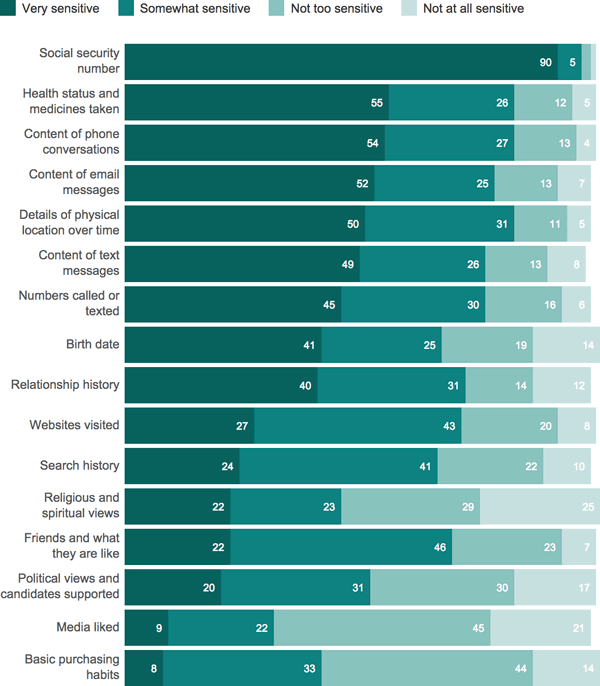 Very sensitive Somewhat sensitive Not too sensitive Not at all sensitive
Social security
number
90 5
Health status and
medicines taken
55 26 12 5
Content of phone
conversations
54 27 13 4
Content of email
messages
52 25 13 7
Details of physical
location over time
50 31 11 5
Content of text
messages
49 26 13 8
Numbers called or
texted
45 30 16 6
Birth date 41 25 19 14
Relationship history 40 31 14 12
Websites visited 27 43 20 8
Search history 24 41 22 10
Religious and
spiritual views
22 23 29 25
Friends and what
they are like
22 46 23 7
Political views and
candidates supported
20 31 30 17
Media liked 9 22 45 21
Basic purchasing
habits
8 33 44 14